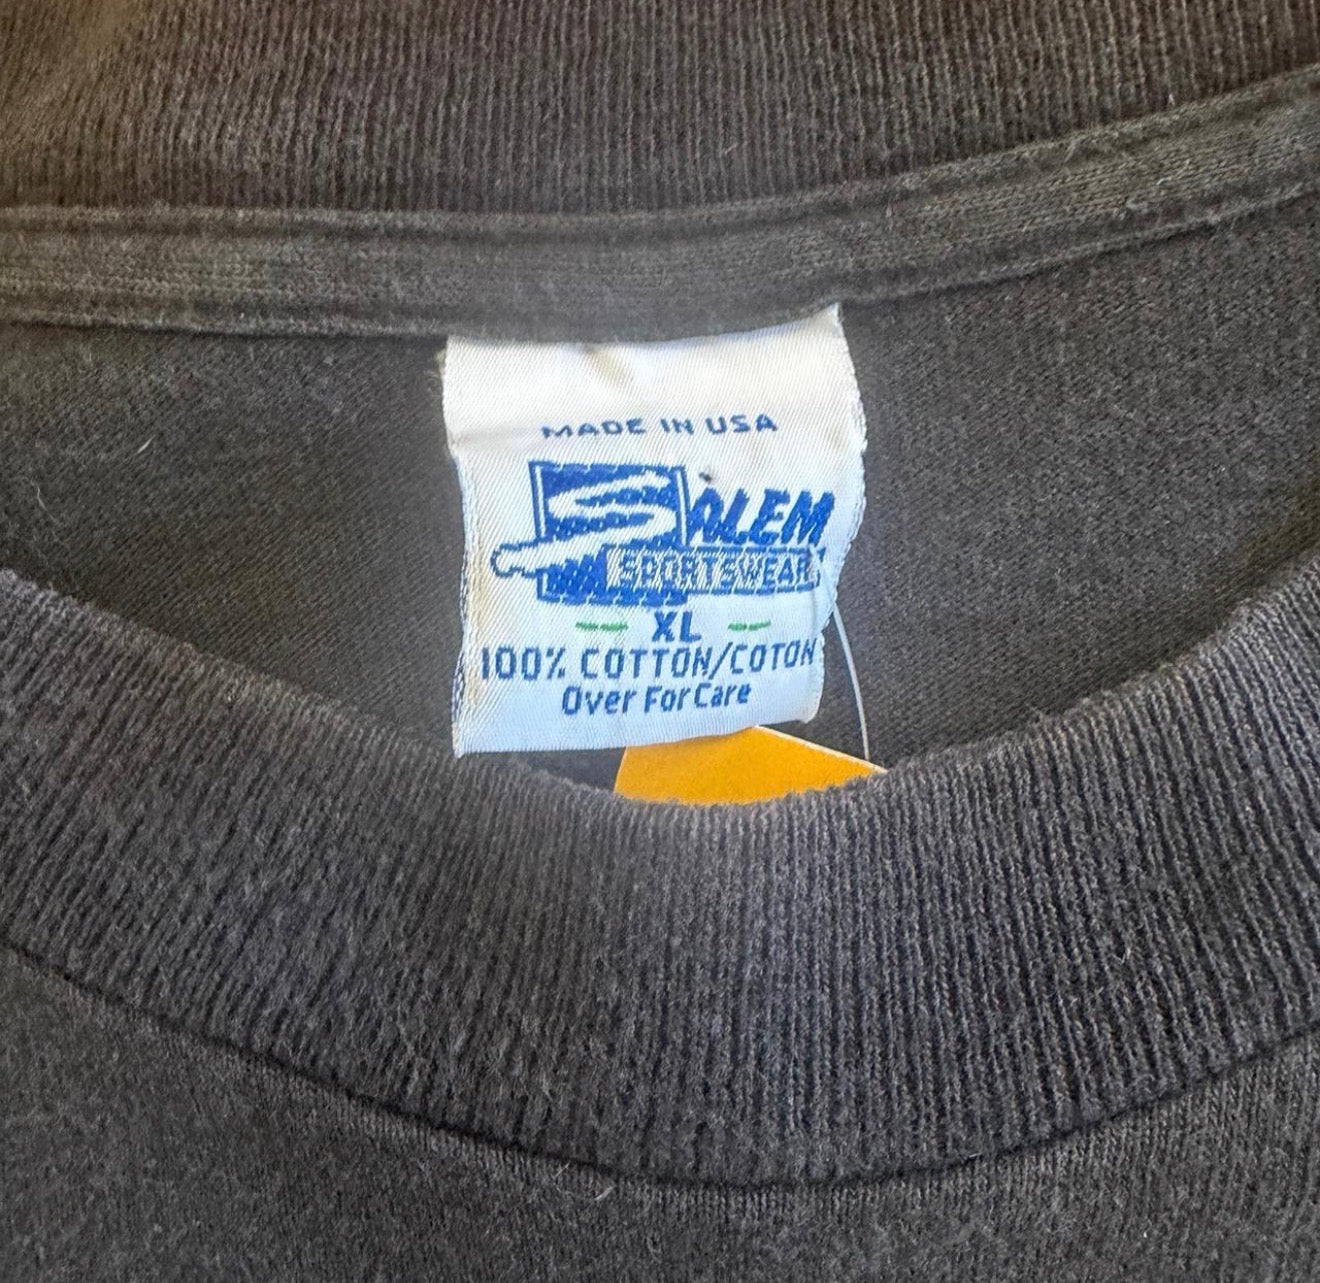 MADE IN USA
SALEM
SPORTSWEAR
XL
100% COTTON/COTON
Over For Care